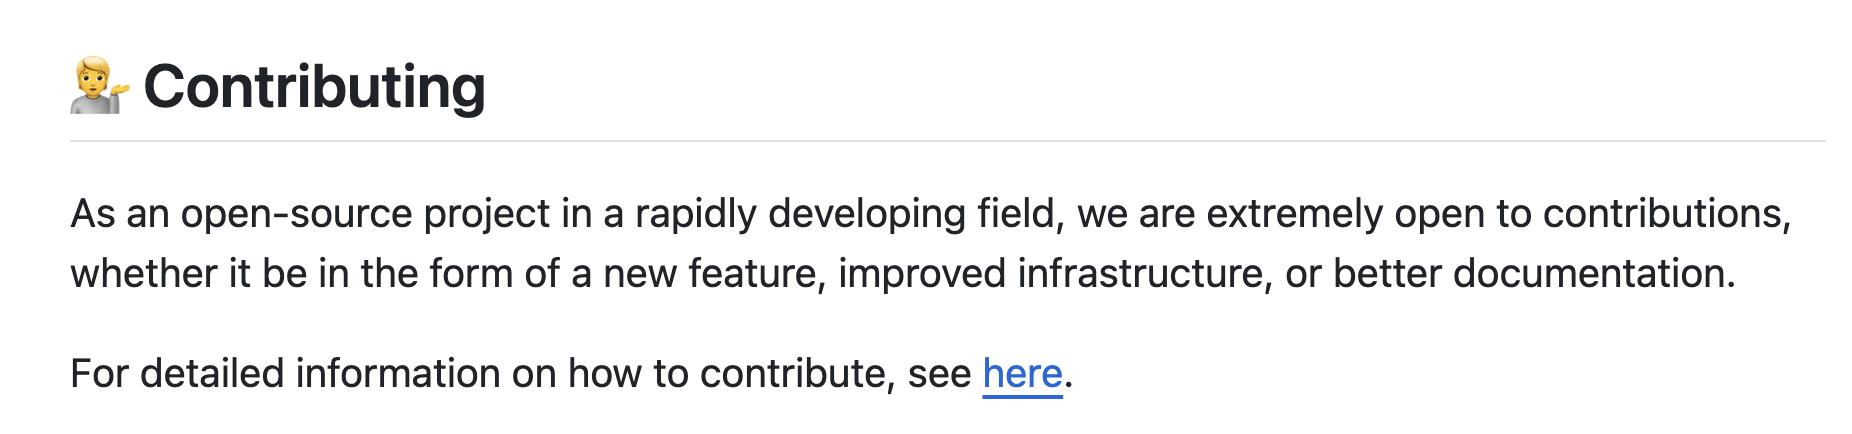 💁 Contributing
As an open-source project in a rapidly developing field, we are extremely open to contributions,
whether it be in the form of a new feature, improved infrastructure, or better documentation.
For detailed information on how to contribute, see here.